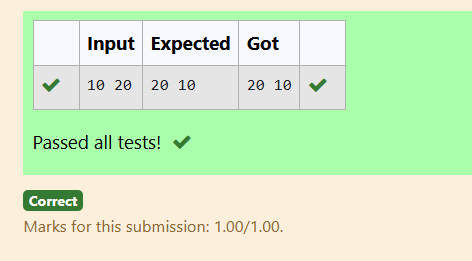 Input Expected Got
10 20 20 10 20 10
Passed all tests!
Correct
Marks for this submission: 1.00/1.00.